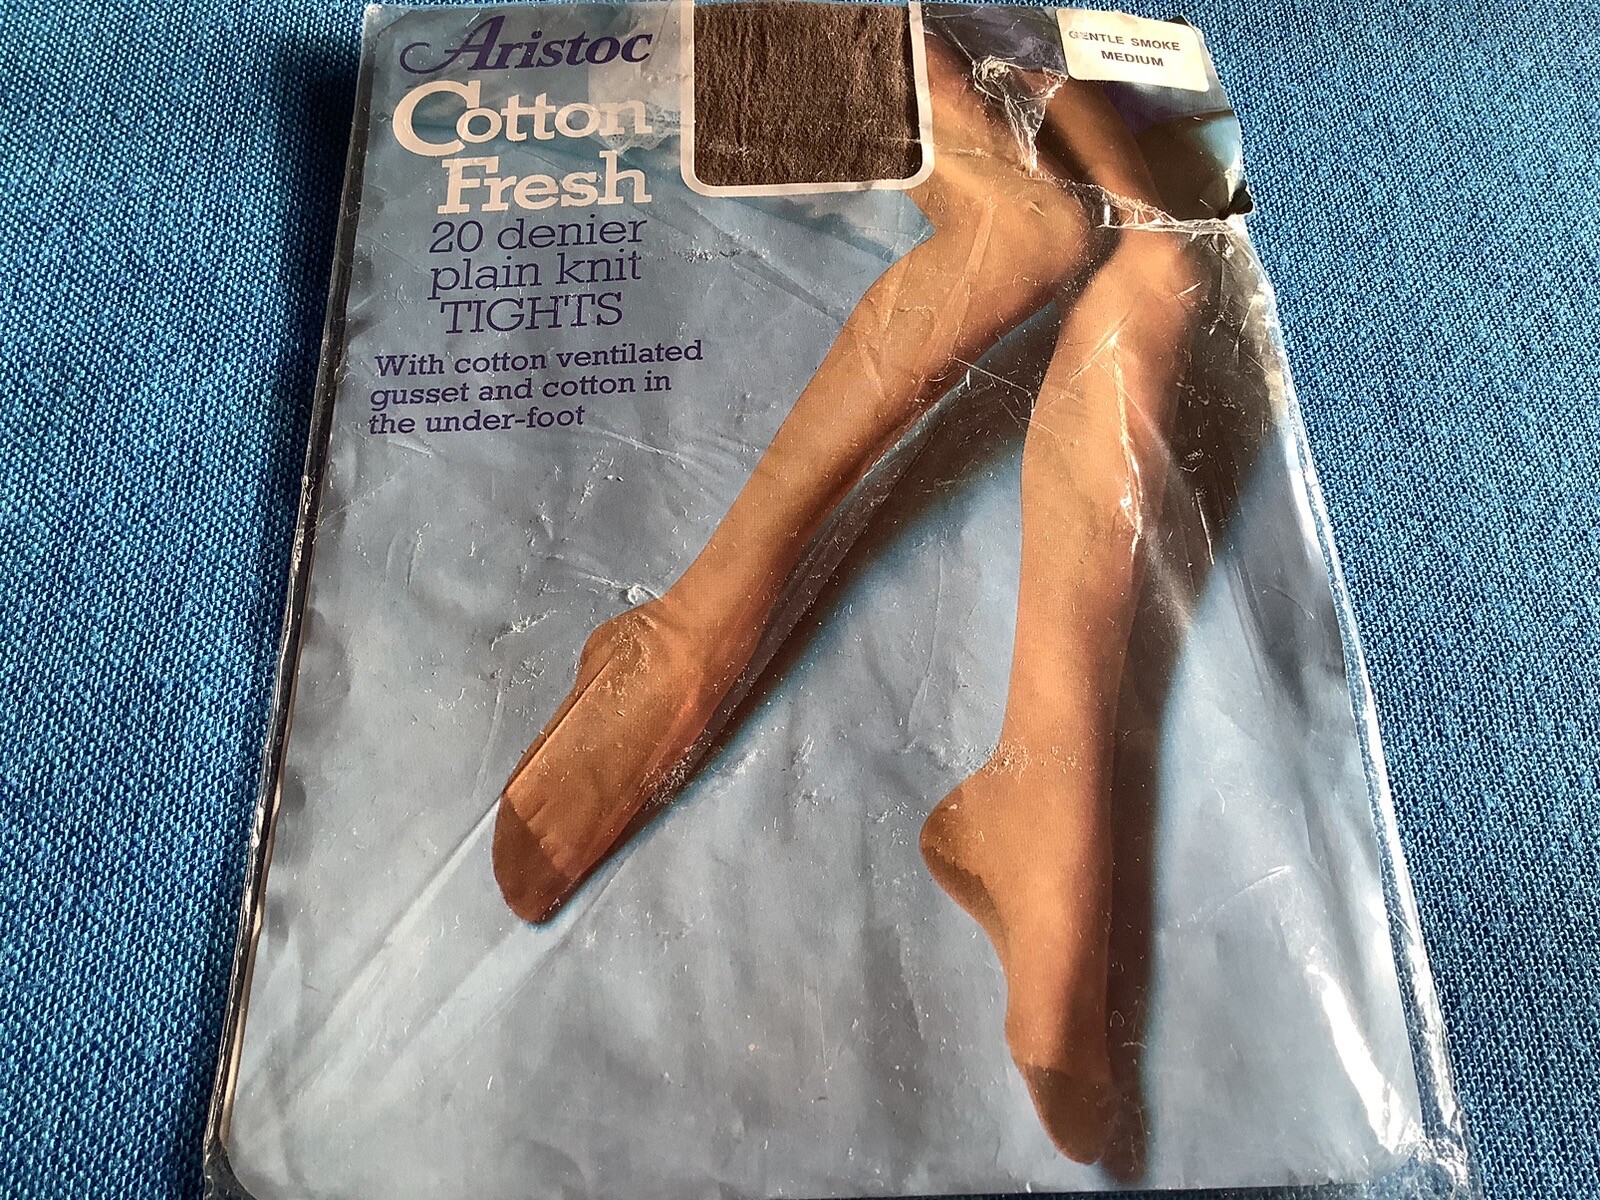 Aristoc
Cotton
Fresh
20 denier
plain knit
TIGHTS
With cotton ventilated
gusset and cotton in
the under-foot
GENTLE SMOKE
MEDIUM